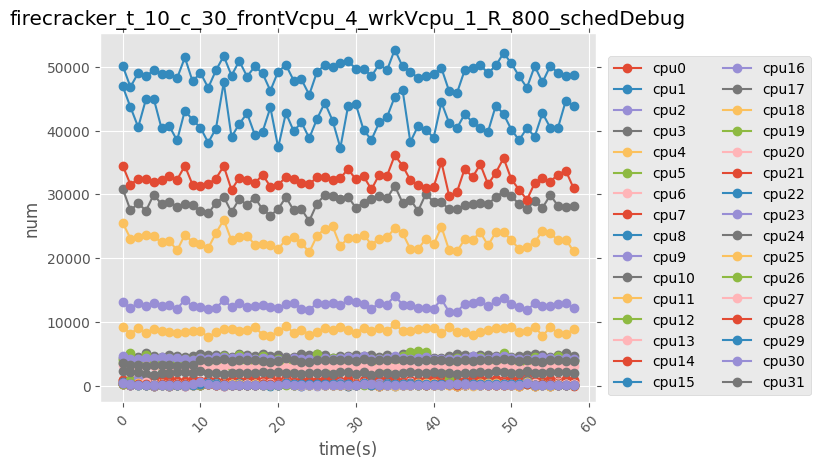 firecracker_t_10_c_30_frontVcpu_4_wrkVcpu_1_R_800_schedDebug
50000
40000
30000
20000
10000
0
num
0
10
20
30
40
50
60
time(s)
cpu0
cpu1
cpu2
cpu3
cpu4
cpu5
cpu6
cpu7
cpu8
cpu9
cpu10
cpu11
cpu12
cpu13
cpu14
cpu15
cpu16
cpu17
cpu18
cpu19
cpu20
cpu21
cpu22
cpu23
cpu24
cpu25
cpu26
cpu27
cpu28
cpu29
cpu30
cpu31